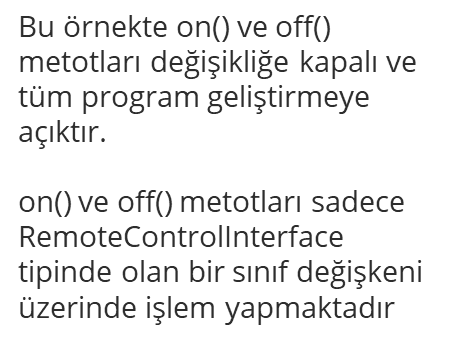 Bu örnekte on() ve off()
metotları değişikliğe kapalı ve
tüm program geliştirmeye
açıktır.
on() ve off() metotları sadece
RemoteControlInterface
tipinde olan bir sınıf değişkeni
üzerinde işlem yapmaktadır